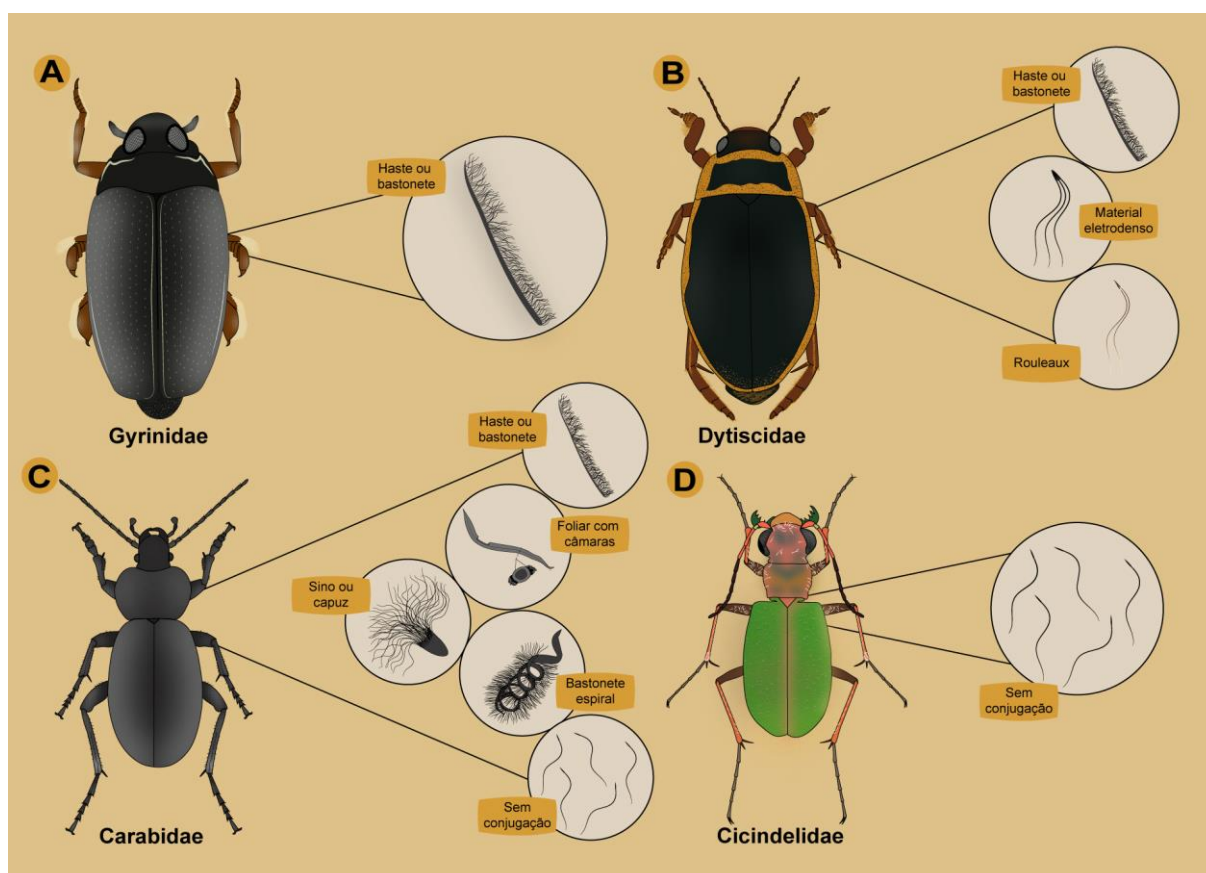 A
Haste ou
bastonete
Gyrinidae
B
Haste ou
bastonete
Material
eletrodenso
Rouleaux
Dytiscidae
C
Haste ou
bastonete
Foliar com
câmaras
Sino ou
capuz
Bastonete
espiral
Sem
conjugação
Carabidae
D
Sem
conjugação
Cicindelidae